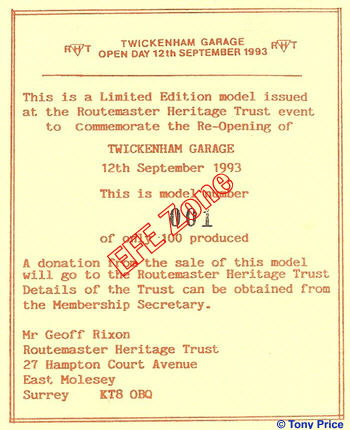 RHT TWICKENHAM GARAGE RHT
OPEN DAY 12th SEPTEMBER 1993
This is a Limited Edition model issued
at the Routemaster Heritage Trust event
to commemorate the Re-Opening of
TWICKENHAM GARAGE
12th September 1993
This is model number
001
of only 100 produced
EFE Zone
A donation from the sale of this model
will go to the Routemaster Heritage Trust
Details of the Trust can be obtained from
the Membership Secretary.
Mr Geoff Rixon
Routemaster Heritage Trust
27 Hampton Court Avenue
East Molesey
Surrey KT8 OBQ
© Tony Price